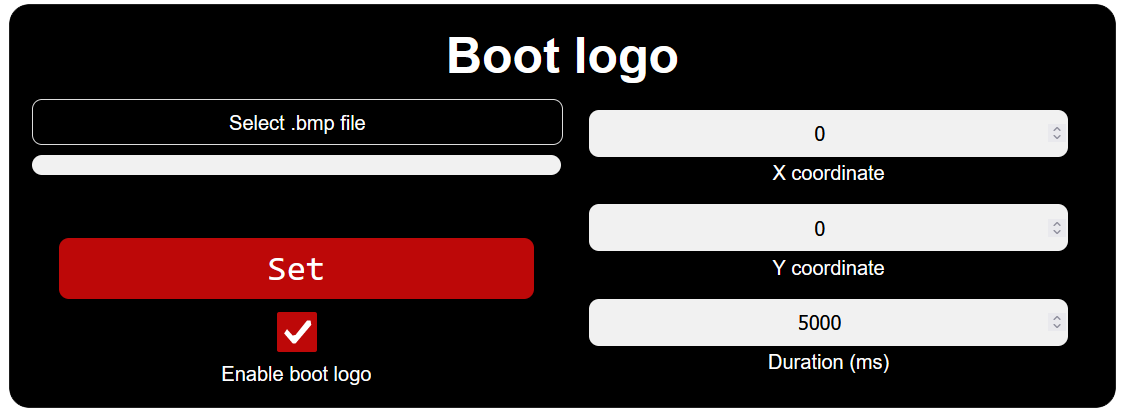 Boot logo
Select .bmp file
Set
Enable boot logo
0
X coordinate
0
Y coordinate
5000
Duration (ms)